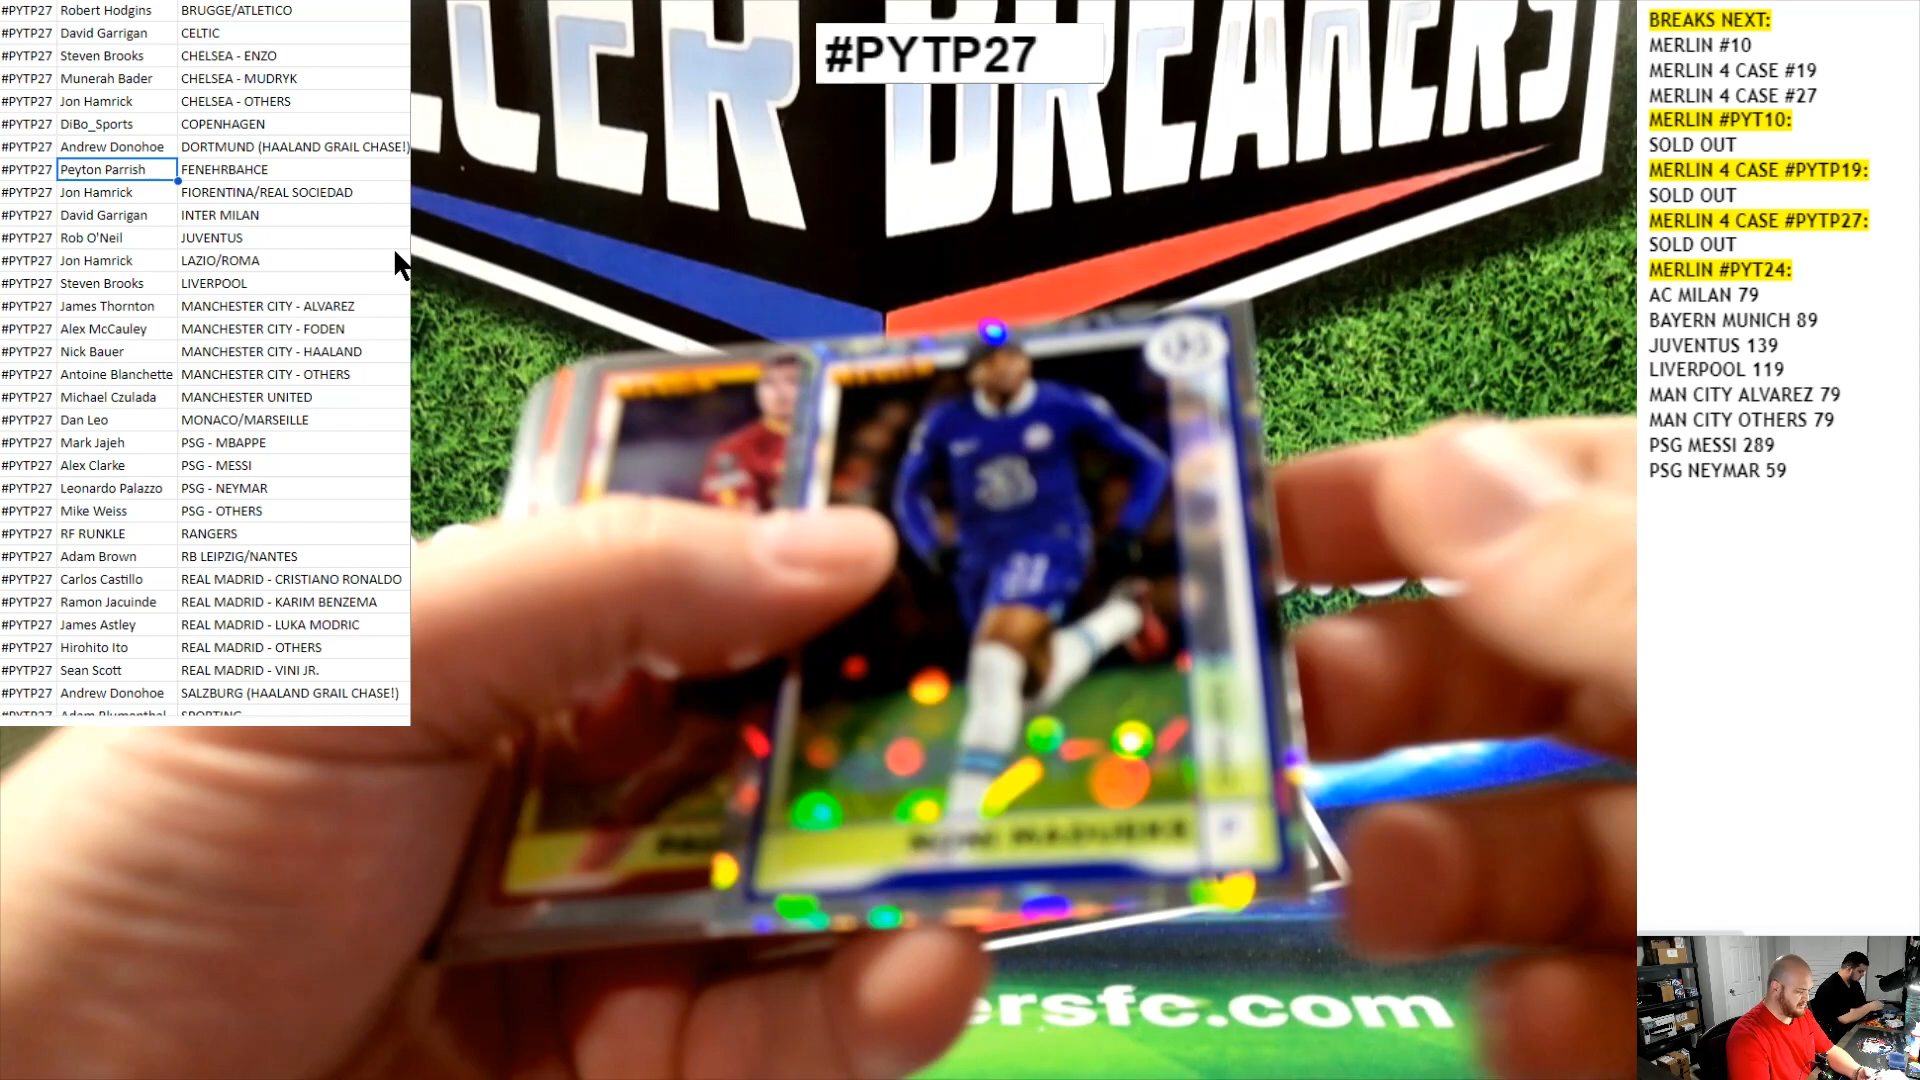 #PYTP27 Robert Hodgins BRUGGE/ATLETICO
#PYTP27 David Garrigan CELTIC
#PYTP27 Steven Brooks CHELSEA - ENZO
#PYTP27 Munerah Bader CHELSEA - MUDRYK
#PYTP27 Jon Hamrick CHELSEA - OTHERS
#PYTP27 DiBo_Sports COPENHAGEN
#PYTP27 Andrew Donohoe DORTMUND (HAALAND GRAIL CHASE!)
#PYTP27 Peyton Parrish FENEHRBAHCE
#PYTP27 Jon Hamrick FIORENTINA/REAL SOCIEDAD
#PYTP27 David Garrigan INTER MILAN
#PYTP27 Rob O'Neil JUVENTUS
#PYTP27 Jon Hamrick LAZIO/ROMA
#PYTP27 Steven Brooks LIVERPOOL
#PYTP27 James Thornton MANCHESTER CITY - ALVAREZ
#PYTP27 Alex McCauley MANCHESTER CITY - FODEN
#PYTP27 Nick Bauer MANCHESTER CITY - HAALAND
#PYTP27 Antoine Blanchette MANCHESTER CITY - OTHERS
#PYTP27 Michael Czulada MANCHESTER UNITED
#PYTP27 Dan Leo MONACO/MARSEILLE
#PYTP27 Mark Jajeh PSG - MBAPPE
#PYTP27 Alex Clarke PSG - MESSI
#PYTP27 Leonardo Palazzo PSG - NEYMAR
#PYTP27 Mike Weiss PSG - OTHERS
#PYTP27 RF RUNKLE RANGERS
#PYTP27 Adam Brown RB LEIPZIG/NANTES
#PYTP27 Carlos Castillo REAL MADRID - CRISTIANO RONALDO
#PYTP27 Ramon Jacuinde REAL MADRID - KARIM BENZEMA
#PYTP27 James Astley REAL MADRID - LUKA MODRIC
#PYTP27 Hirohito Ito REAL MADRID - OTHERS
#PYTP27 Sean Scott REAL MADRID - VINI JR.
#PYTP27 Andrew Donohoe SALZBURG (HAALAND GRAIL CHASE!)
#PYTP27 Adam Blumenthal SPORTING
#PYTP27
CER BREAKERS
NONI MADUEKE
ersfc.com
BREAKS NEXT:
MERLIN #10
MERLIN 4 CASE #19
MERLIN 4 CASE #27
MERLIN #PYT10:
SOLD OUT
MERLIN 4 CASE #PYTP19:
SOLD OUT
MERLIN 4 CASE #PYTP27:
SOLD OUT
MERLIN #PYT24:
AC MILAN 79
BAYERN MUNICH 89
JUVENTUS 139
LIVERPOOL 119
MAN CITY ALVAREZ 79
MAN CITY OTHERS 79
PSG MESSI 289
PSG NEYMAR 59